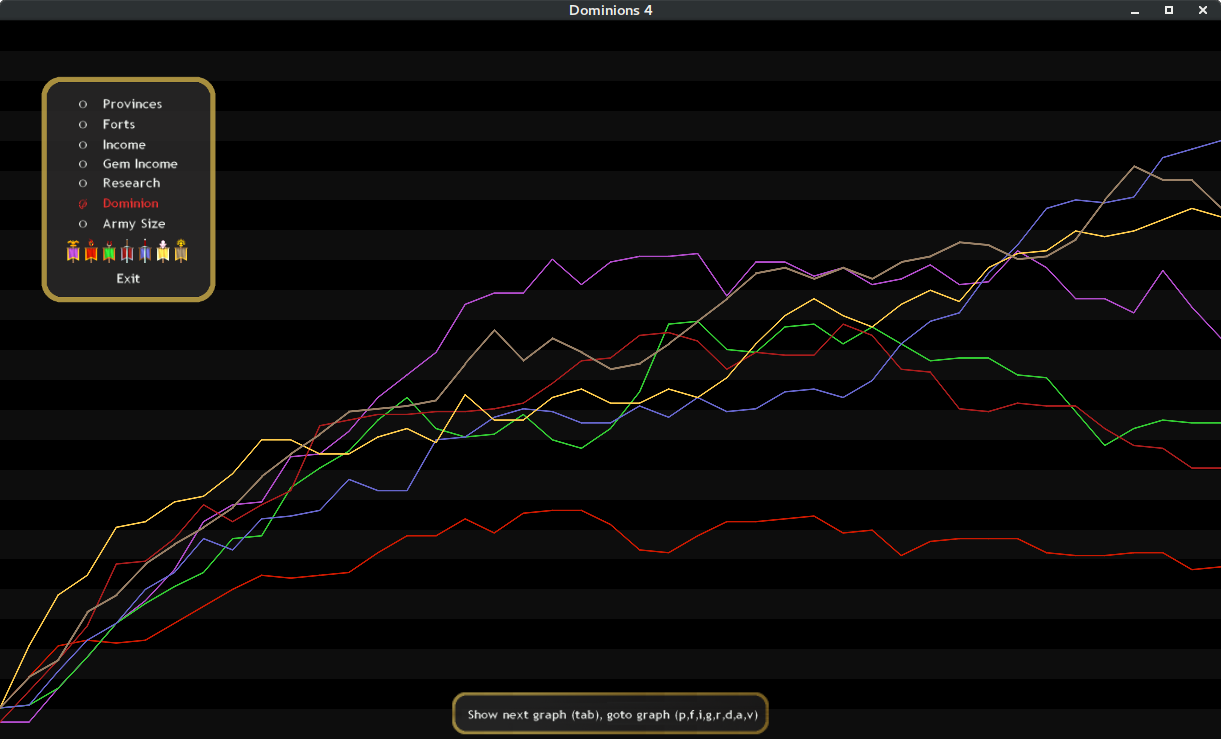 Dominions 4
Provinces
Forts
Income
Gem Income
Research
Dominion
Army Size
Exit
Show next graph (tab), goto graph (p,f,i,g,r,d,a,v)